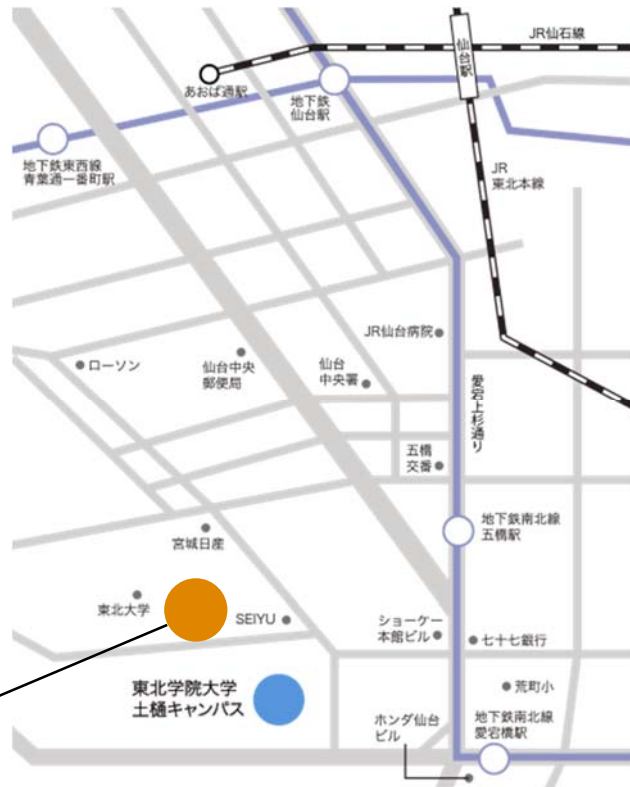 JR仙石線
仙台駅
あおば通駅
地下鉄
仙台駅
地下鉄東西線
青葉通一番町駅
JR
東北本線
JR仙台病院
ローソン
仙台中央
郵便局
仙台
中央署
愛宕上杉通り
五橋
交番
地下鉄南北線
五橋駅
宮城日産
東北大学
SEIYU
ショーケー
本館ビル
七十七銀行
東北学院大学
土樋キャンパス
荒町小
ホンダ仙台
ビル
地下鉄南北線
愛宕橋駅